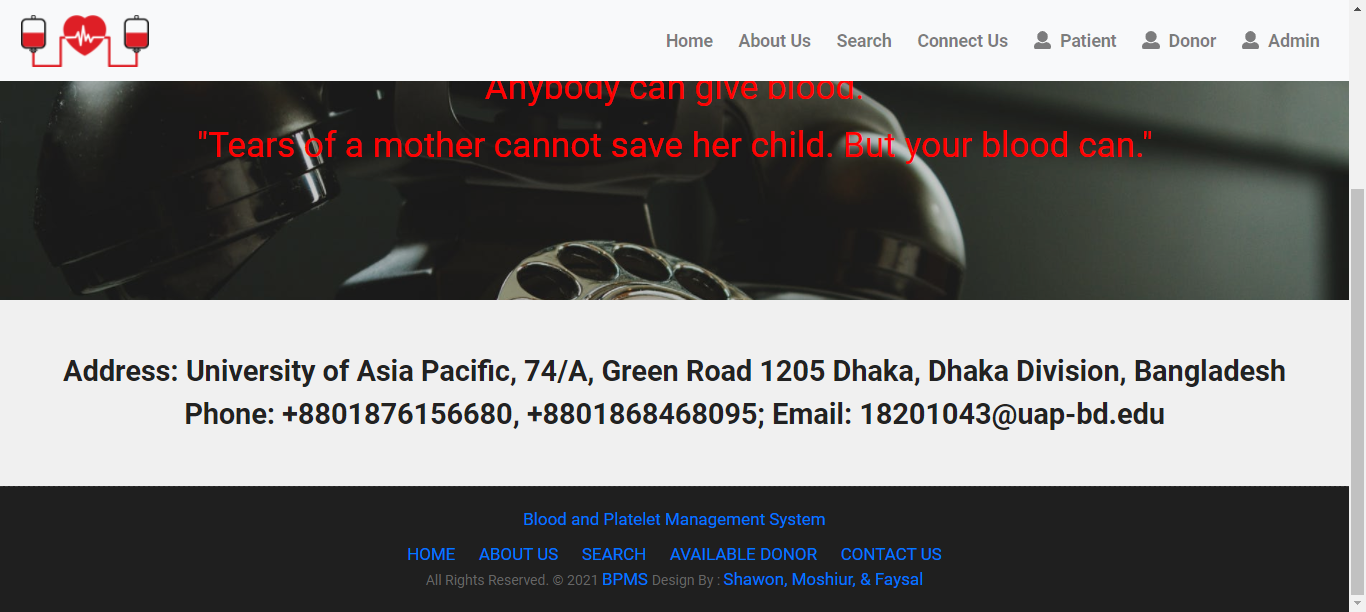 Home About Us Search Connect Us Patient Donor Admin
Anybody can give blood.
"Tears of a mother cannot save her child. But your blood can."
Address: University of Asia Pacific, 74/A, Green Road 1205 Dhaka, Dhaka Division, Bangladesh
Phone: +8801876156680, +8801868468095; Email: 18201043@uap-bd.edu
Blood and Platelet Management System
HOME ABOUT US SEARCH AVAILABLE DONOR CONTACT US
All Rights Reserved. © 2021 BPMS Design By : Shawon, Moshiur, & Faysal